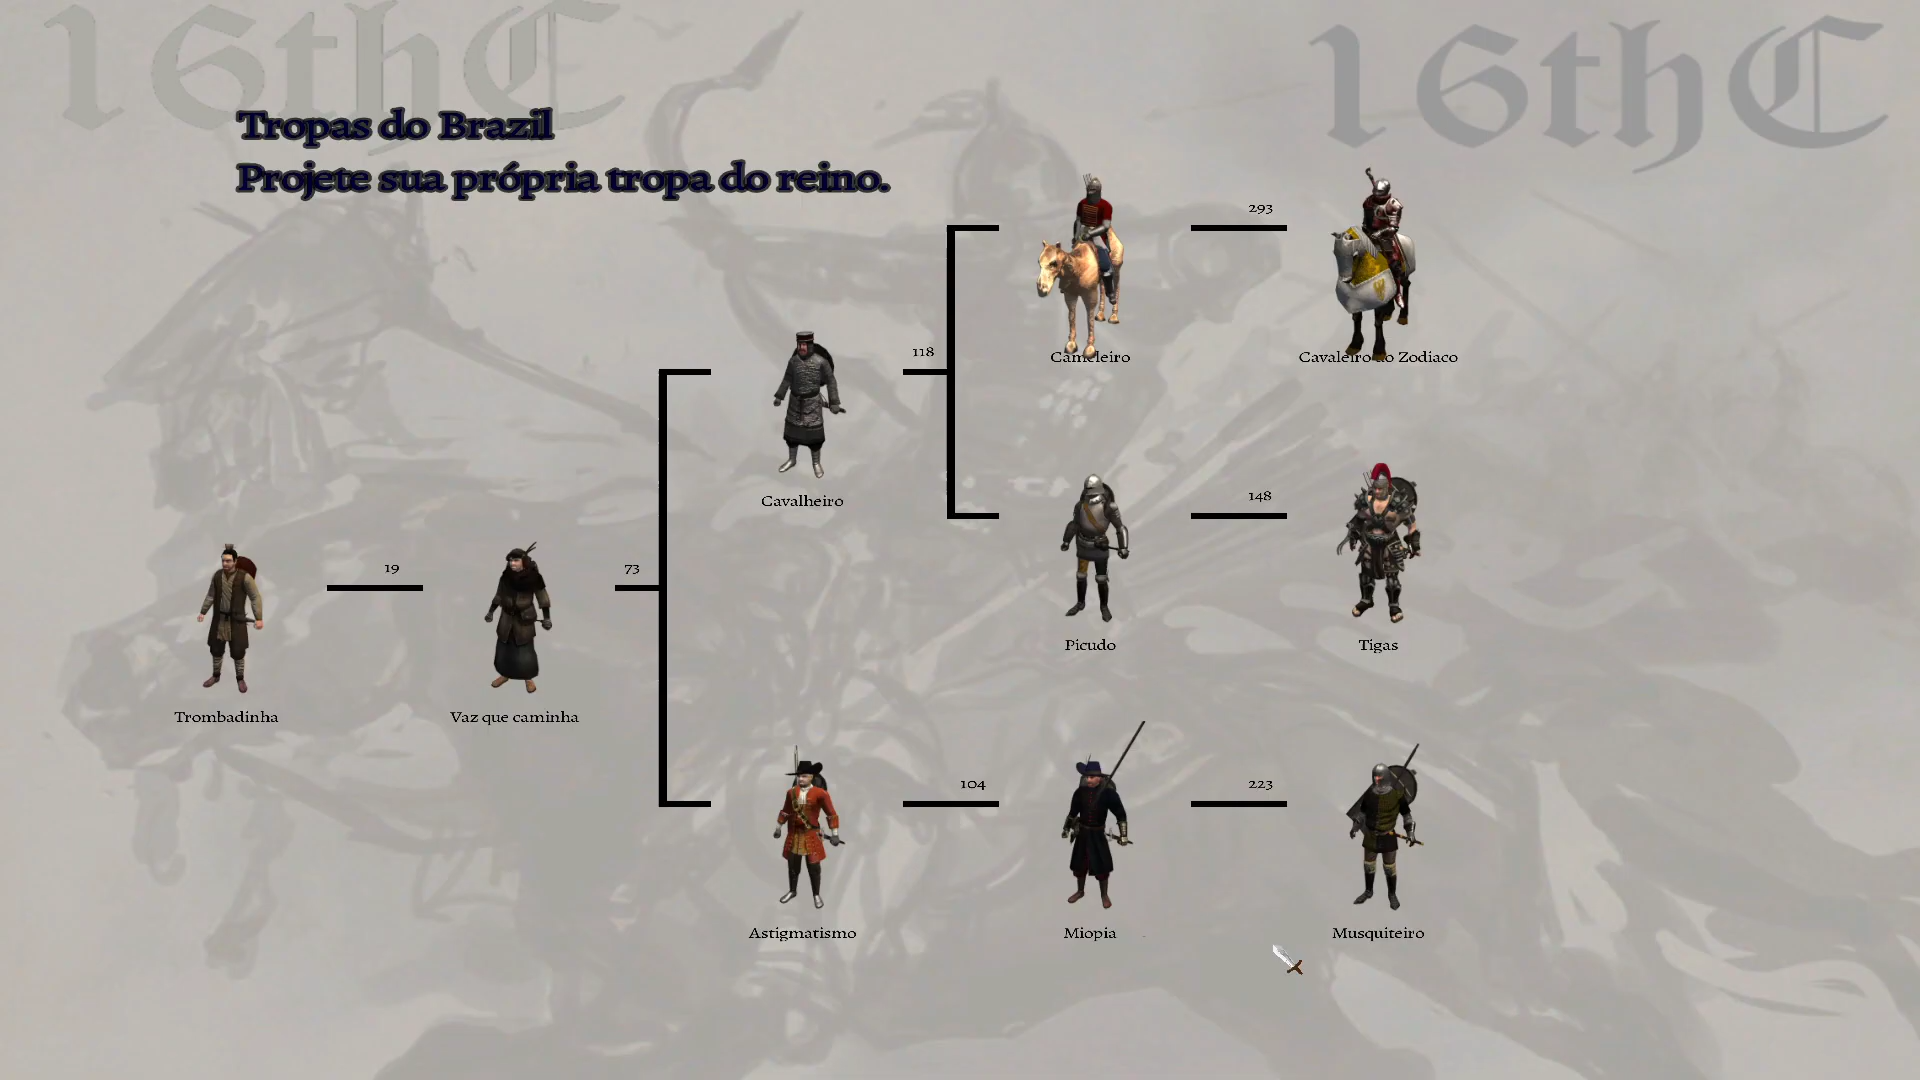 16thC
16thC
Tropas do Brazil
Projete sua própria tropa do reino.
293
Cameleiro
Cavaleiro do Zodiaco
118
Cavalheiro
148
Picudo
Tigas
19
73
Trombadinha
Vaz que caminha
104
223
Astigmatismo
Miopia
Musquiteiro